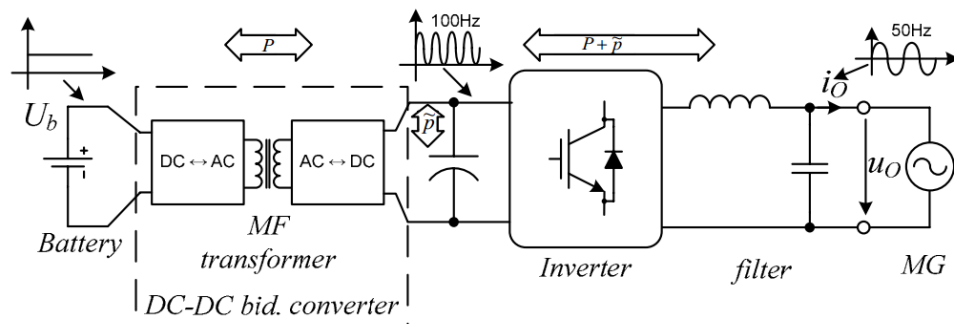 100Hz
50Hz
P
P + p̃
i_O
U_b
+
-
DC ↔ AC
AC ↔ DC
p̃
u_O
Battery
MF
transformer
DC-DC bid. converter
Inverter
filter
MG